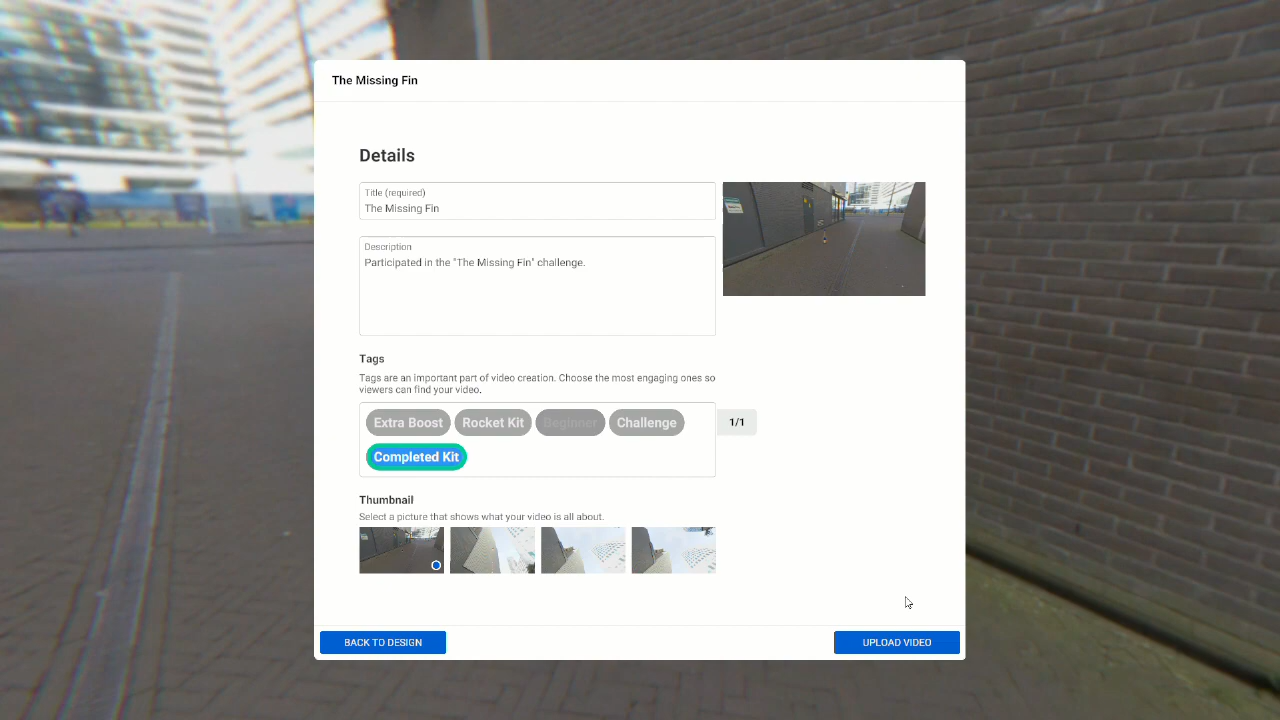 The Missing Fin
Details
Title (required)
The Missing Fin
Description
Participated in the "The Missing Fin" challenge.
Tags
Tags are an important part of video creation. Choose the most engaging ones so
viewers can find your video.
Extra Boost Rocket Kit Beginner Challenge 1/1
Completed Kit
Thumbnail
Select a picture that shows what your video is all about.
BACK TO DESIGN UPLOAD VIDEO